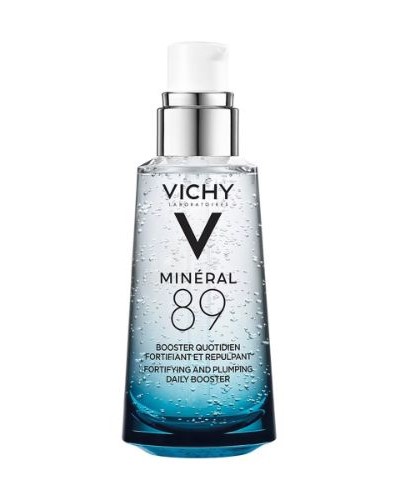 VICHY
LABORATOIRES
V
MINÉRAL
89
BOOSTER QUOTIDIEN
FORTIFIANT ET REPULPANT
FORTIFYING AND PLUMPING
DAILY BOOSTER